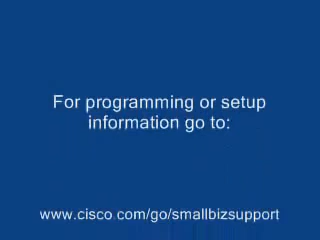 For programming or setup
information go to:
www.cisco.com/go/smallbizsupport